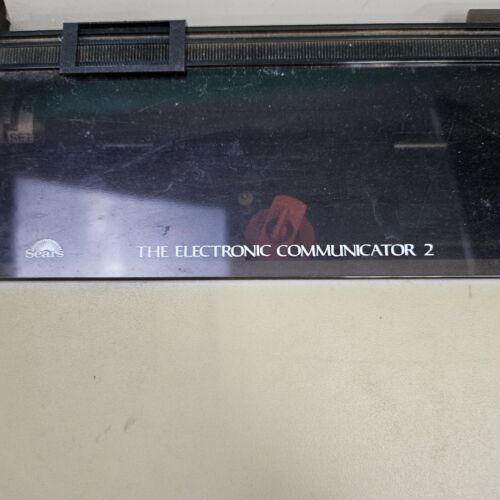 Sears
THE ELECTRONIC COMMUNICATOR 2